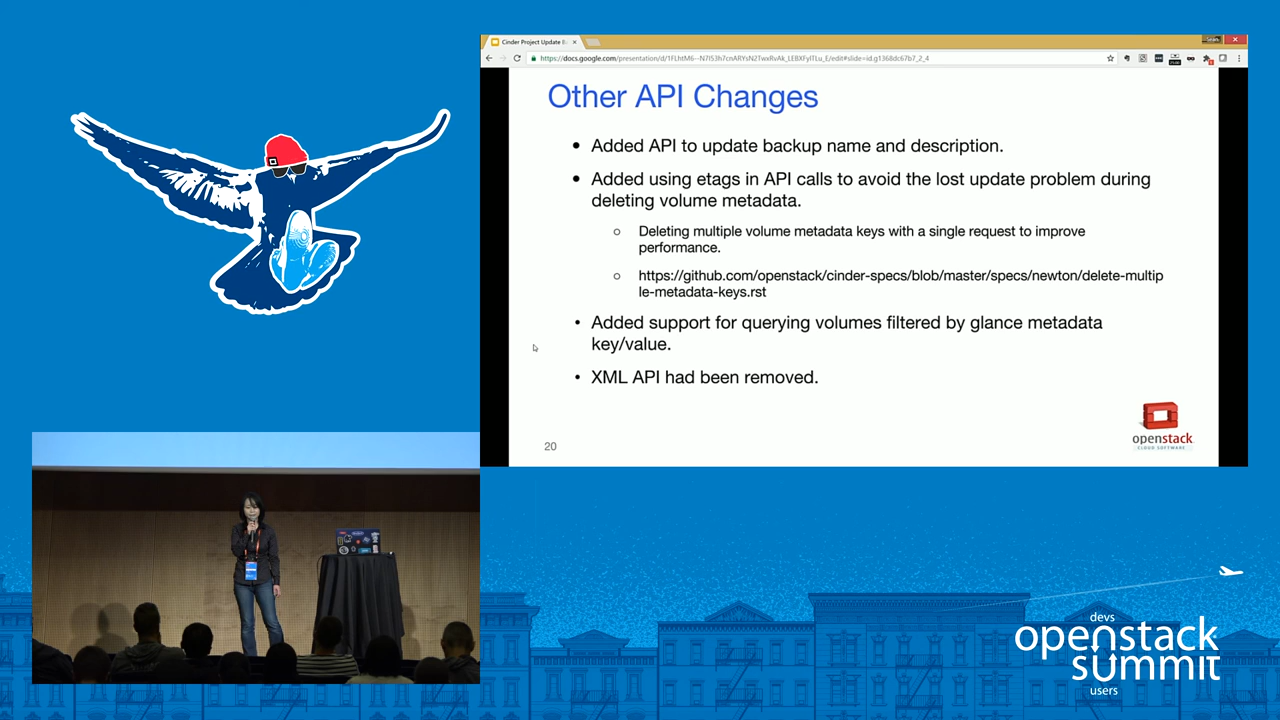 Cinder Project Update B
https://docs.google.com/presentation/d/1FLhtM6--N7I53h7cnARYsN2TwxRvAk_LEBXFyITLu_E/edit#slide=id.g1368dc67b7_2_4
Other API Changes
• Added API to update backup name and description.
• Added using etags in API calls to avoid the lost update problem during
deleting volume metadata.
○ Deleting multiple volume metadata keys with a single request to improve
performance.
○ https://github.com/openstack/cinder-specs/blob/master/specs/newton/delete-multip
le-metadata-keys.rst
• Added support for querying volumes filtered by glance metadata
key/value.
• XML API had been removed.
20
openstack
CLOUD SOFTWARE
devs
openstack
summit
users